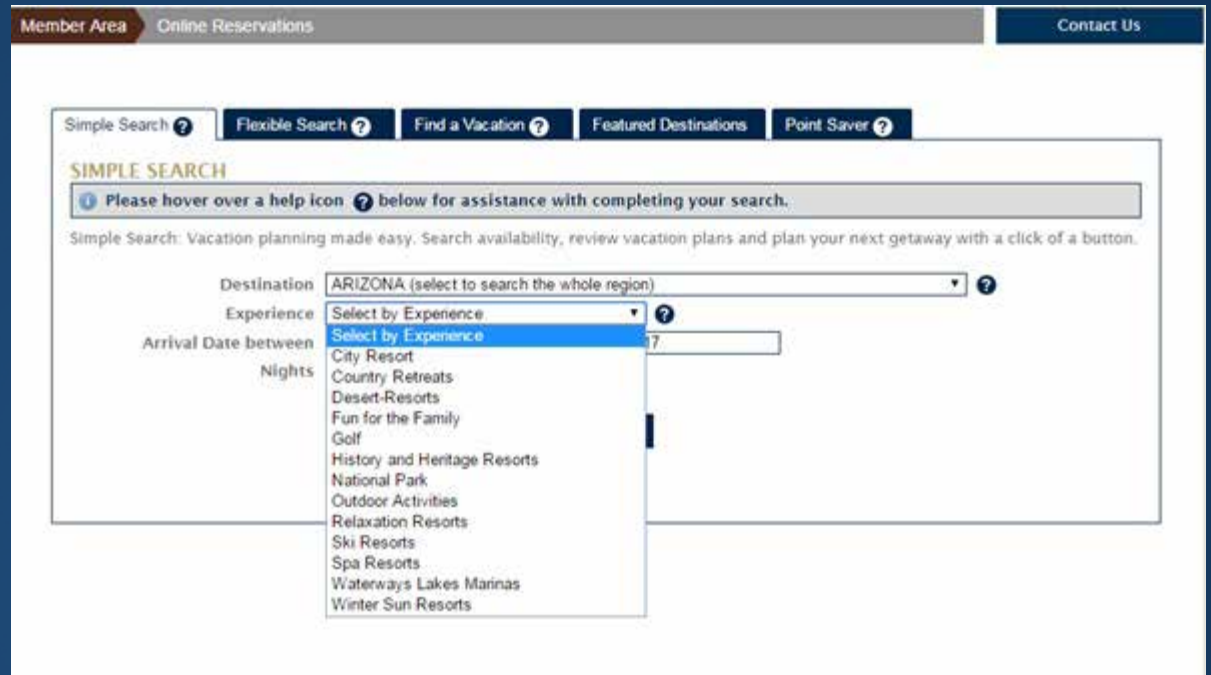 Member Area Online Reservations Contact Us
Simple Search ? Flexible Search ? Find a Vacation ? Featured Destinations Point Saver ?
SIMPLE SEARCH
i Please hover over a help icon ? below for assistance with completing your search.
Simple Search: Vacation planning made easy. Search availability, review vacation plans and plan your next getaway with a click of a button.
Destination ARIZONA (select to search the whole region) ?
Experience Select by Experience ?
Arrival Date between Select by Experience 17
City Resort
Nights Country Retreats
Desert-Resorts
Fun for the Family
Golf
History and Heritage Resorts
National Park
Outdoor Activities
Relaxation Resorts
Ski Resorts
Spa Resorts
Waterways Lakes Marinas
Winter Sun Resorts